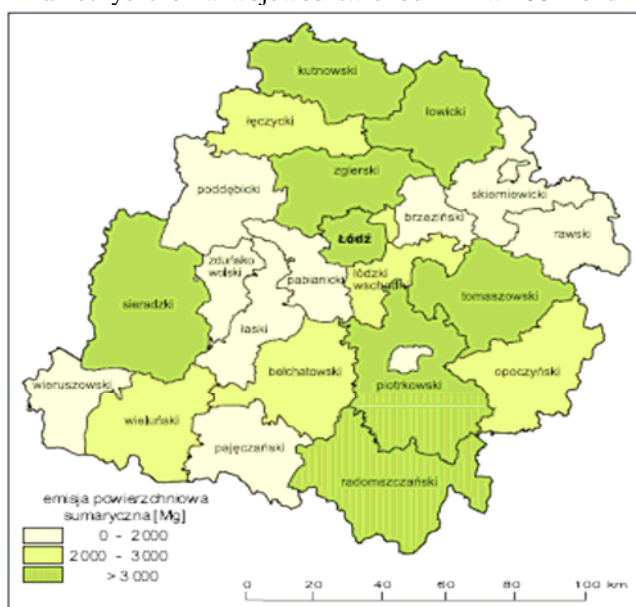 kutnowski
łowicki
łęczycki
zgierski
poddębicki
skierniewicki
brzeziński
Łódź
rawski
zduńsko
wolski
pabianicki
łódzki
wschodni
sieradzki
tomaszowski
łaski
bełchatowski
piotrkowski
opoczyński
wieruszowski
wieluński
pajęczański
radomszczański
emisja powierzchniowa
sumaryczna [Mg]
0 - 2 000
2 000 - 3 000
> 3 000
0 20 40 60 80 100 km